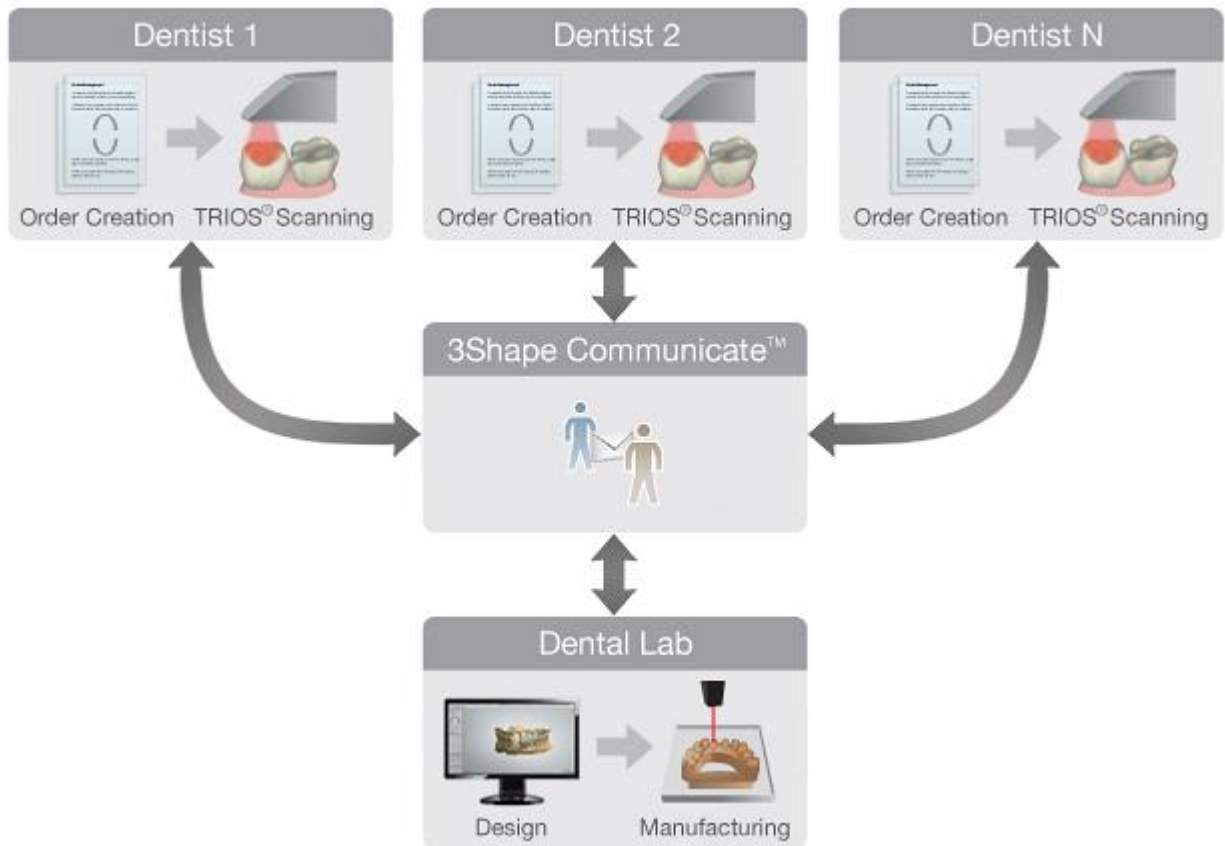 Dentist 1
Dentist 2
Dentist N
Order Creation
TRIOS® Scanning
Order Creation
TRIOS® Scanning
Order Creation
TRIOS® Scanning
3Shape Communicate™
Dental Lab
Design
Manufacturing